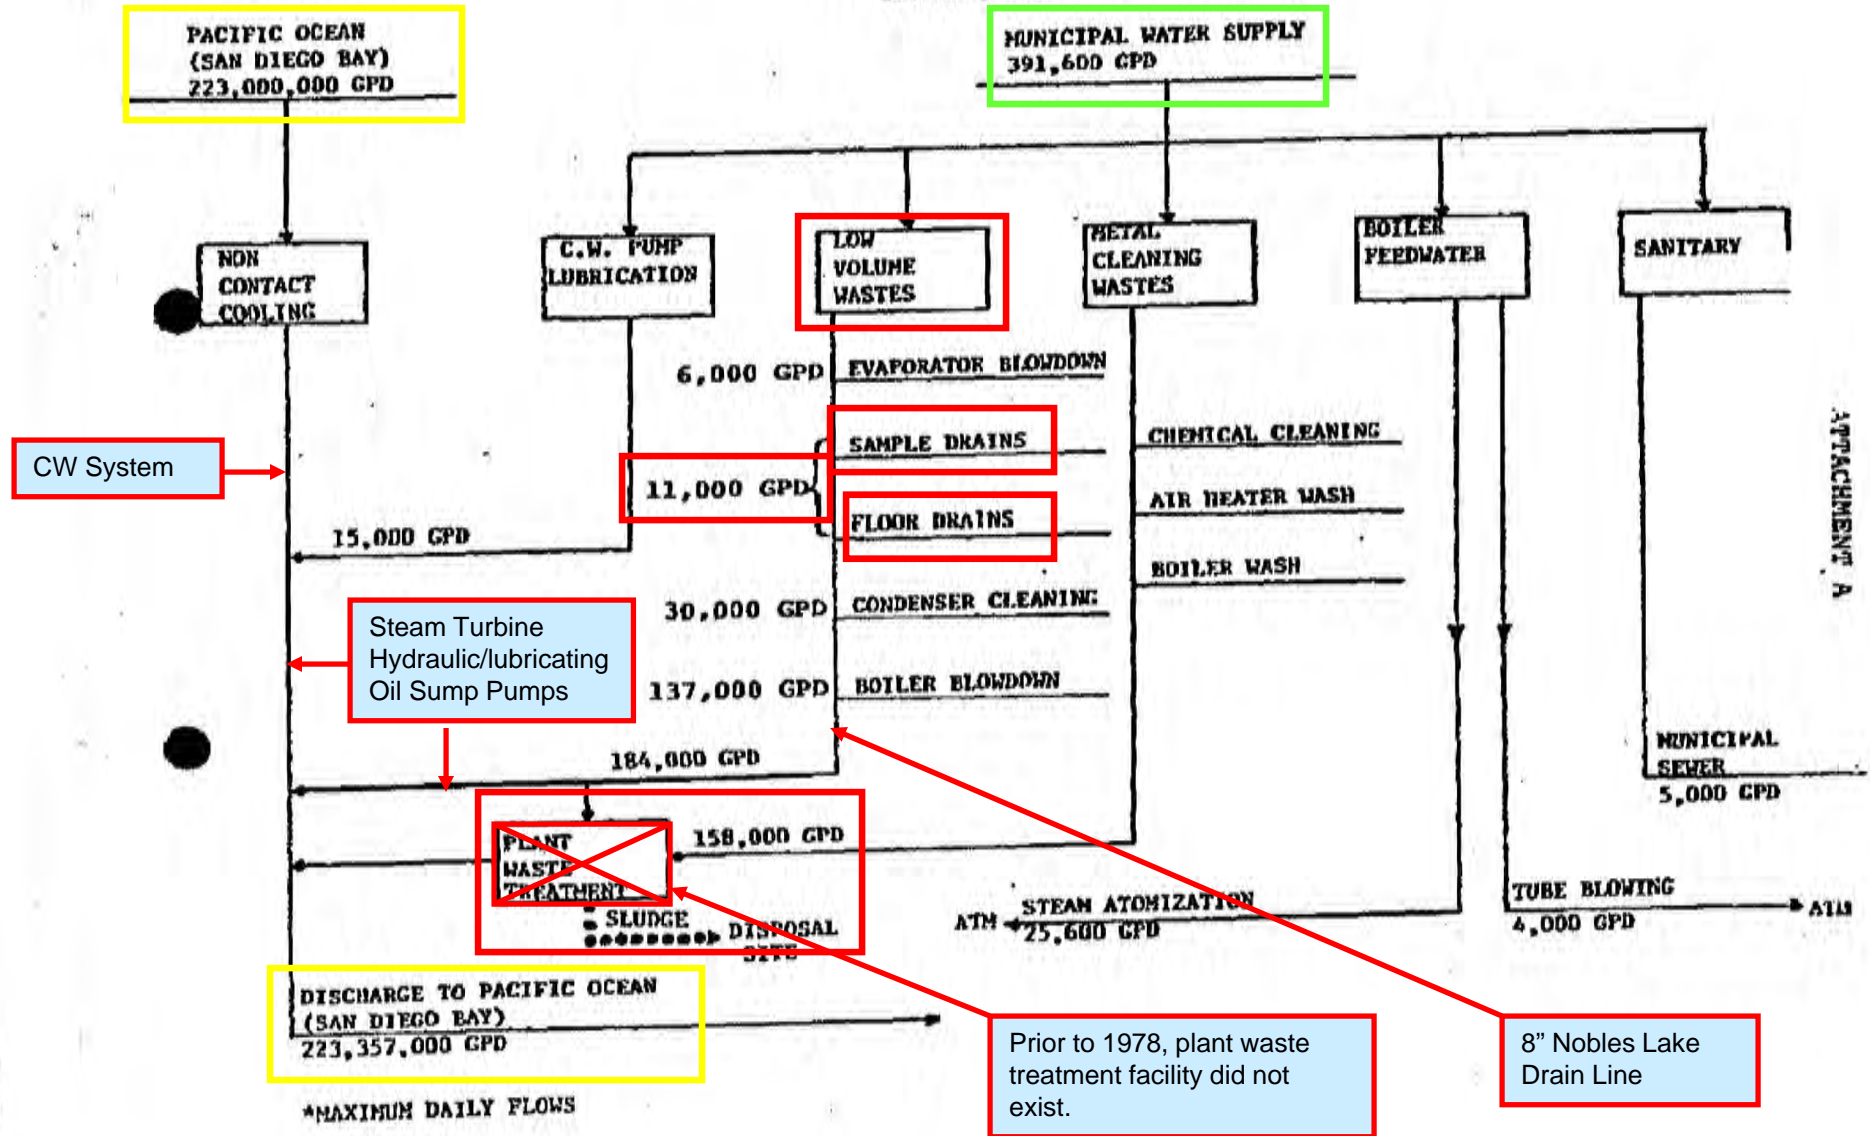 PACIFIC OCEAN
(SAN DIEGO BAY)
223,000,000 GPD
MUNICIPAL WATER SUPPLY
391,600 GPD
NON
CONTACT
COOLING
C.W. PUMP
LUBRICATION
LOW
VOLUME
WASTES
METAL
CLEANING
WASTES
BOILER
FEEDWATER
SANITARY
6,000 GPD
EVAPORATOR BLOWDOWN
SAMPLE DRAINS
11,000 GPD
FLOOR DRAINS
CHEMICAL CLEANING
AIR HEATER WASH
BOILER WASH
ATTACHMENT A
CW System
15,000 GPD
30,000 GPD
CONDENSER CLEANING
Steam Turbine
Hydraulic/lubricating
Oil Sump Pumps
137,000 GPD
BOILER BLOWDOWN
184,000 GPD
MUNICIPAL
SEWER
5,000 GPD
PLANT
WASTE
TREATMENT
158,000 GPD
SLUDGE
DISPOSAL
SITE
ATM
STEAM ATOMIZATION
25,600 GPD
TUBE BLOWING
4,000 GPD
ATM
DISCHARGE TO PACIFIC OCEAN
(SAN DIEGO BAY)
223,357,000 GPD
Prior to 1978, plant waste
treatment facility did not
exist.
8” Nobles Lake
Drain Line
*MAXIMUM DAILY FLOWS